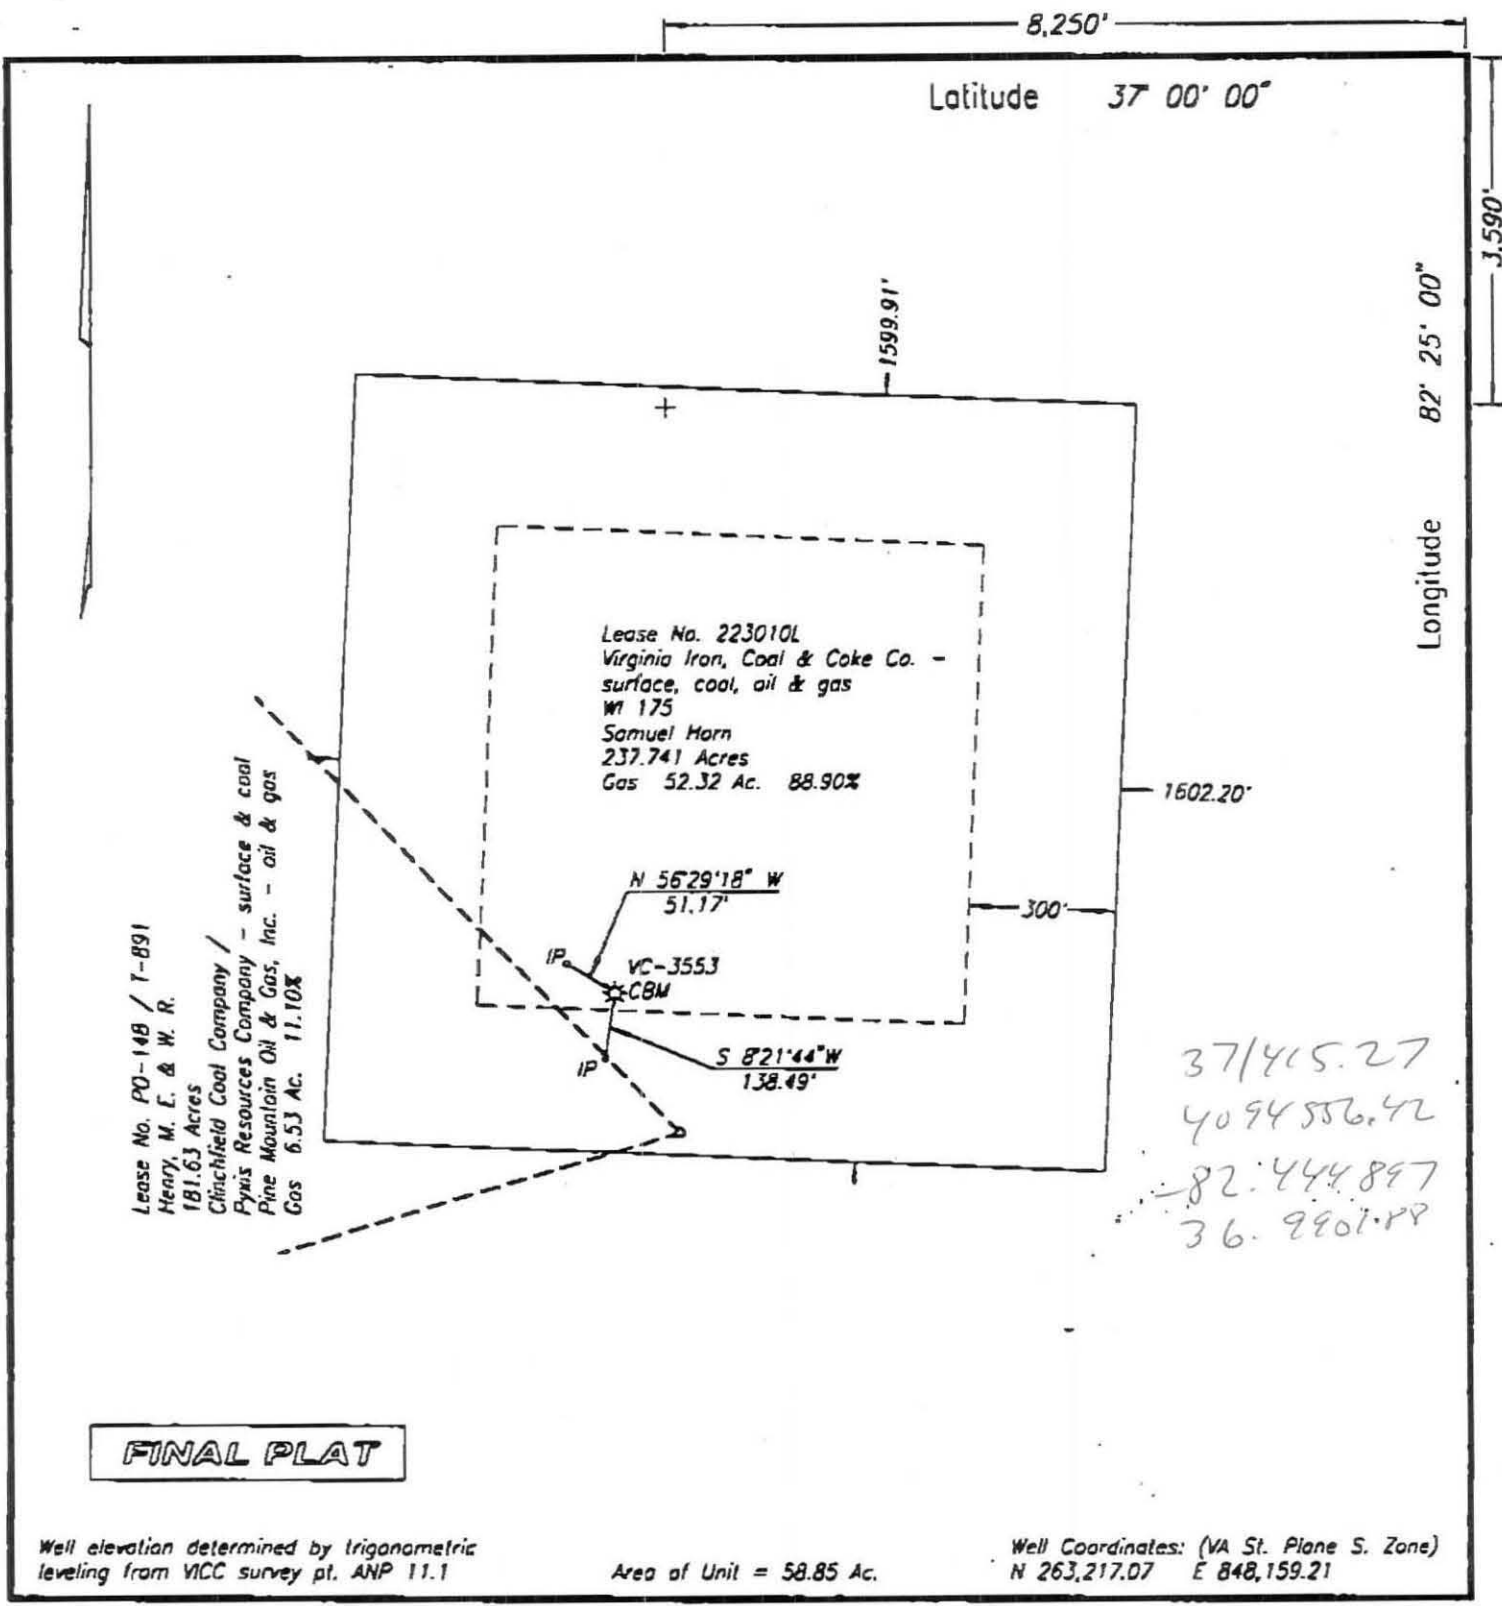 8,250'
Latitude 37° 00' 00"
3,590'
Longitude 82° 25' 00"
1599.91'
Lease No. 223010L
Virginia Iron, Coal & Coke Co. -
surface, coal, oil & gas
WI 175
Samuel Horn
237.741 Acres
Gas 52.32 Ac. 88.90%
1602.20'
Lease No. PO-148 / T-891
Henry, M. E. & W. R.
181.63 Acres
Clinchfield Coal Company /
Pyxis Resources Company - surface & coal
Pine Mountain Oil & Gas, Inc. - oil & gas
Gas 6.53 Ac. 11.10%
N 56°29'18" W
51.17'
300'
IP
VC-3553
CBM
IP
S 8°21'44" W
138.49'
371415.27
4094556.42
-82.444897
36.990188
FINAL PLAT
Well elevation determined by trigonometric
leveling from VICC survey pt. ANP 11.1
Area of Unit = 58.85 Ac.
Well Coordinates: (VA St. Plane S. Zone)
N 263,217.07 E 848,159.21